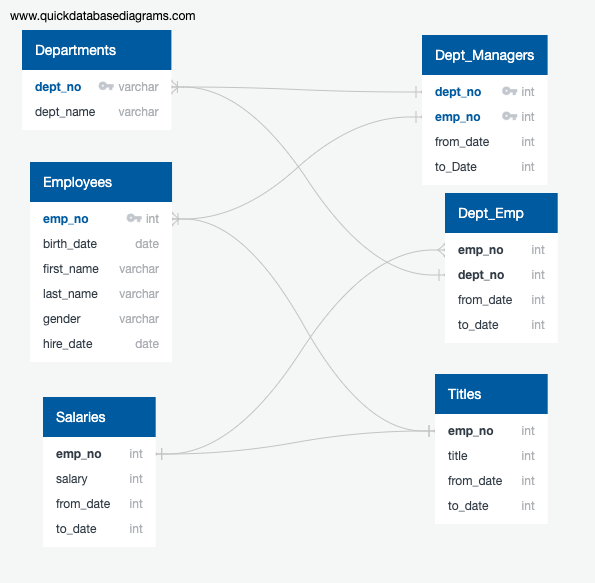 www.quickdatabasediagrams.com
Departments
dept_no varchar
dept_name varchar
Employees
emp_no int
birth_date date
first_name varchar
last_name varchar
gender varchar
hire_date date
Salaries
emp_no int
salary int
from_date int
to_date int
Dept_Managers
dept_no int
emp_no int
from_date int
to_Date int
Dept_Emp
emp_no int
dept_no int
from_date int
to_date int
Titles
emp_no int
title int
from_date int
to_date int